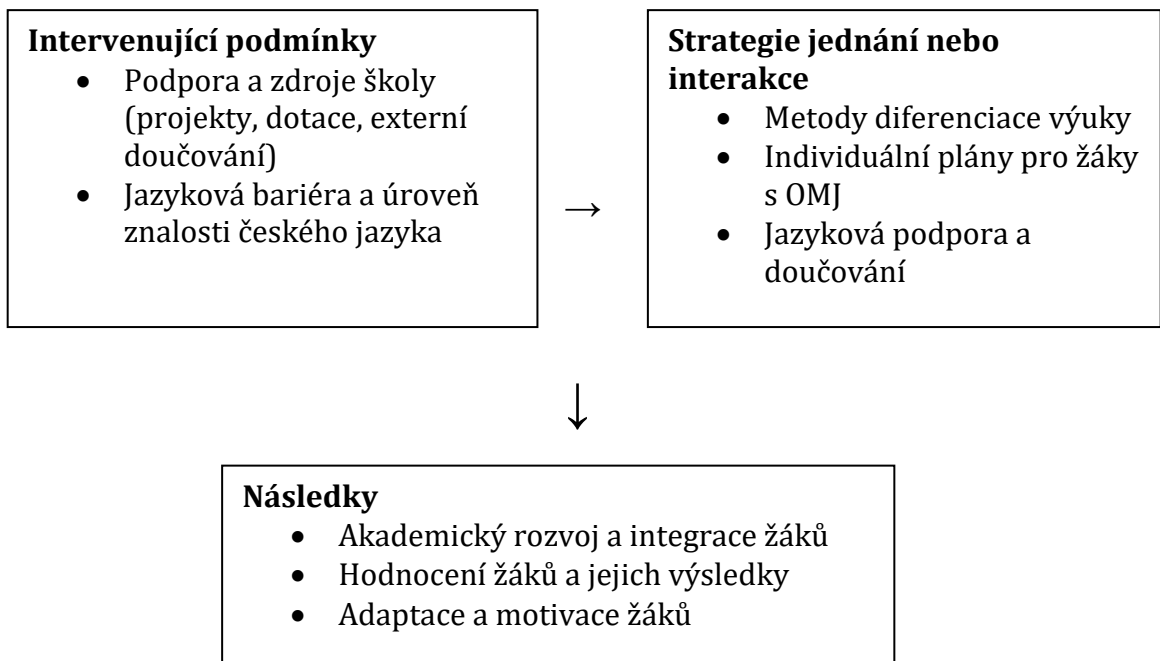 Intervenující podmínky
• Podpora a zdroje školy
(projekty, dotace, externí
doučování)
• Jazyková bariéra a úroveň
znalosti českého jazyka
→
Strategie jednání nebo
interakce
• Metody diferenciace výuky
• Individuální plány pro žáky
s OMJ
• Jazyková podpora a
doučování
↓
Následky
• Akademický rozvoj a integrace žáků
• Hodnocení žáků a jejich výsledky
• Adaptace a motivace žáků